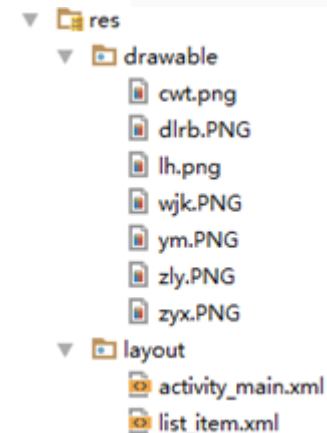 res
drawable
cwt.png
dlrb.PNG
lh.png
wjk.PNG
ym.PNG
zly.PNG
zyx.PNG
layout
activity_main.xml
list_item.xml